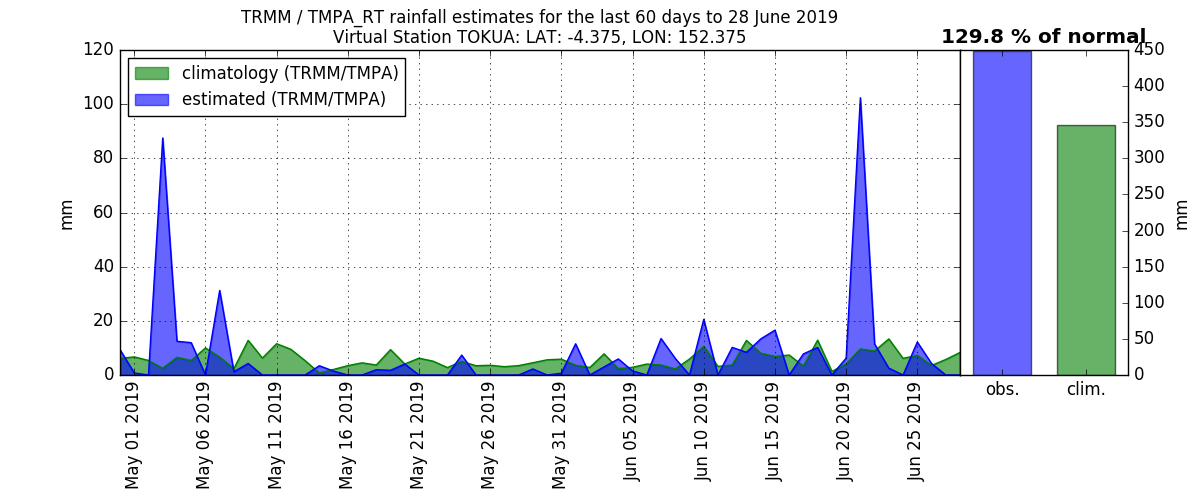 TRMM / TMPA_RT rainfall estimates for the last 60 days to 28 June 2019
Virtual Station TOKUA: LAT: -4.375, LON: 152.375
129.8 % of normal
climatology (TRMM/TMPA)
estimated (TRMM/TMPA)
120
100
80
60
40
20
0
mm
450
400
350
300
250
200
150
100
50
0
mm
May 01 2019
May 06 2019
May 11 2019
May 16 2019
May 21 2019
May 26 2019
May 31 2019
Jun 05 2019
Jun 10 2019
Jun 15 2019
Jun 20 2019
Jun 25 2019
obs.
clim.